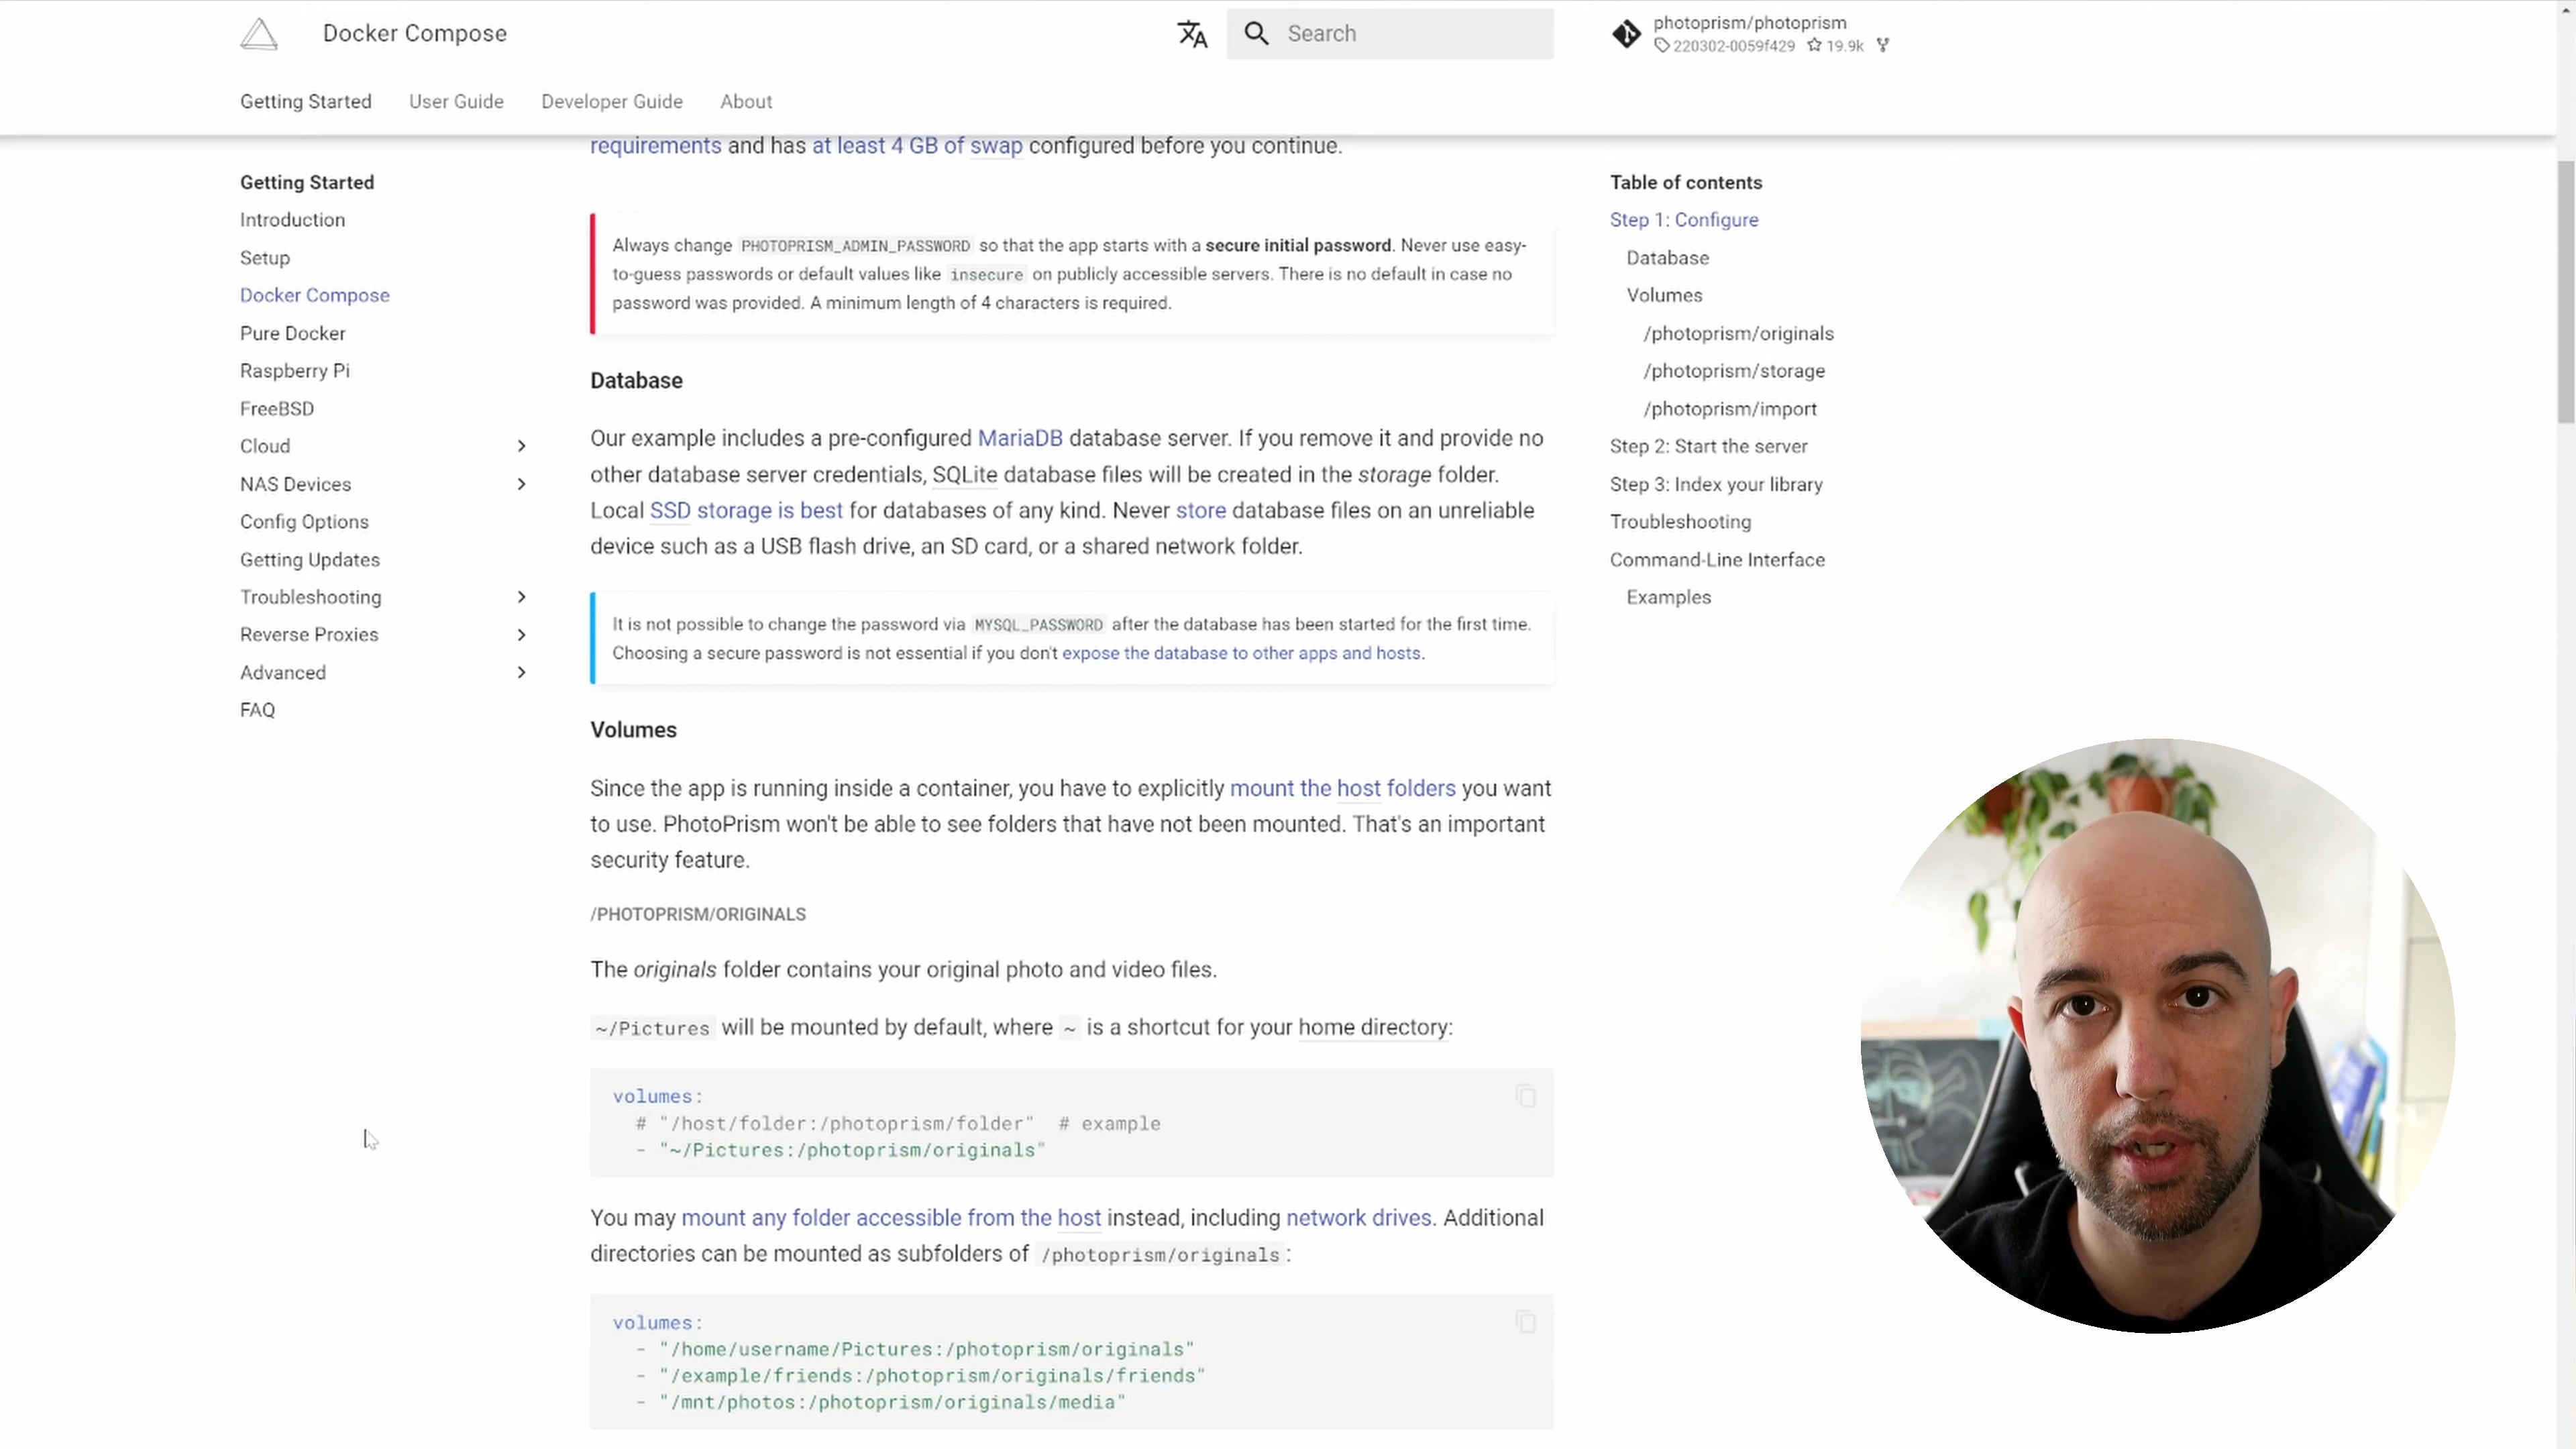 Docker Compose
Search
photoprism/photoprism
220302-0059f429 19.9k
Getting Started User Guide Developer Guide About
Getting Started
Introduction
Setup
Docker Compose
Pure Docker
Raspberry Pi
FreeBSD
Cloud
NAS Devices
Config Options
Getting Updates
Troubleshooting
Reverse Proxies
Advanced
FAQ
requirements and has at least 4 GB of swap configured before you continue.
Always change PHOTOPRISM_ADMIN_PASSWORD so that the app starts with a secure initial password. Never use easy-
to-guess passwords or default values like insecure on publicly accessible servers. There is no default in case no
password was provided. A minimum length of 4 characters is required.
Database
Our example includes a pre-configured MariaDB database server. If you remove it and provide no
other database server credentials, SQLite database files will be created in the storage folder.
Local SSD storage is best for databases of any kind. Never store database files on an unreliable
device such as a USB flash drive, an SD card, or a shared network folder.
It is not possible to change the password via MYSQL_PASSWORD after the database has been started for the first time.
Choosing a secure password is not essential if you don't expose the database to other apps and hosts.
Volumes
Since the app is running inside a container, you have to explicitly mount the host folders you want
to use. PhotoPrism won't be able to see folders that have not been mounted. That's an important
security feature.
/PHOTOPRISM/ORIGINALS
The originals folder contains your original photo and video files.
~/Pictures will be mounted by default, where ~ is a shortcut for your home directory:
volumes:
# "/host/folder:/photoprism/folder" # example
- "~/Pictures:/photoprism/originals"
You may mount any folder accessible from the host instead, including network drives. Additional
directories can be mounted as subfolders of /photoprism/originals:
volumes:
- "/home/username/Pictures:/photoprism/originals"
- "/example/friends:/photoprism/originals/friends"
- "/mnt/photos:/photoprism/originals/media"
Table of contents
Step 1: Configure
Database
Volumes
/photoprism/originals
/photoprism/storage
/photoprism/import
Step 2: Start the server
Step 3: Index your library
Troubleshooting
Command-Line Interface
Examples